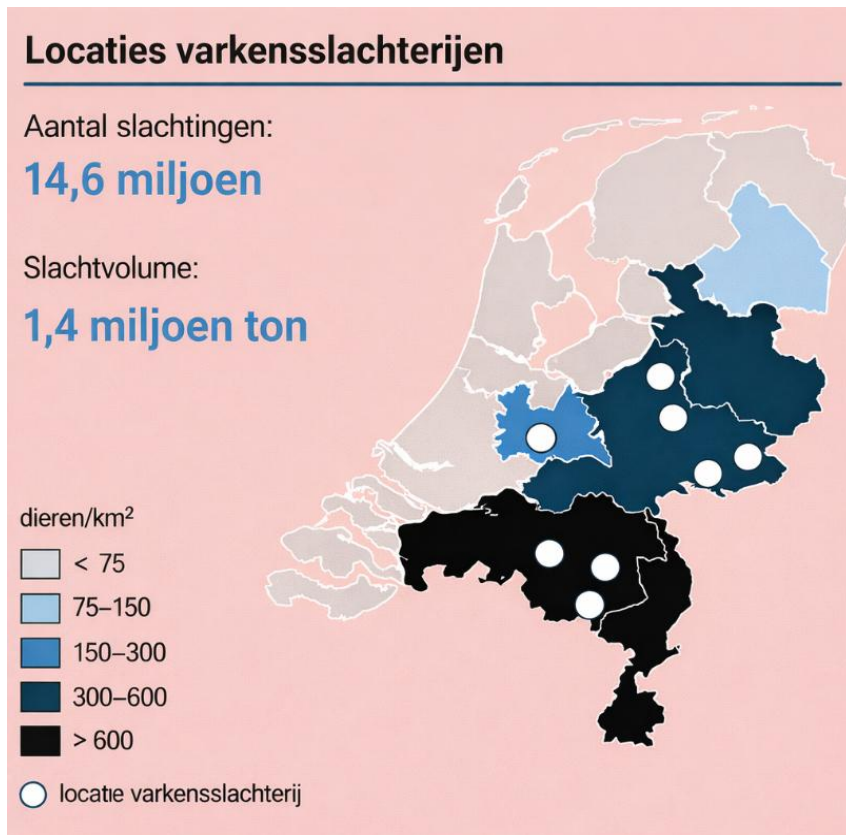 Locaties varkensslachterijen
Aantal slachtingen:
14,6 miljoen
Slachtvolume:
1,4 miljoen ton
dieren/km²
< 75
75–150
150–300
300–600
> 600
locatie varkensslachterij